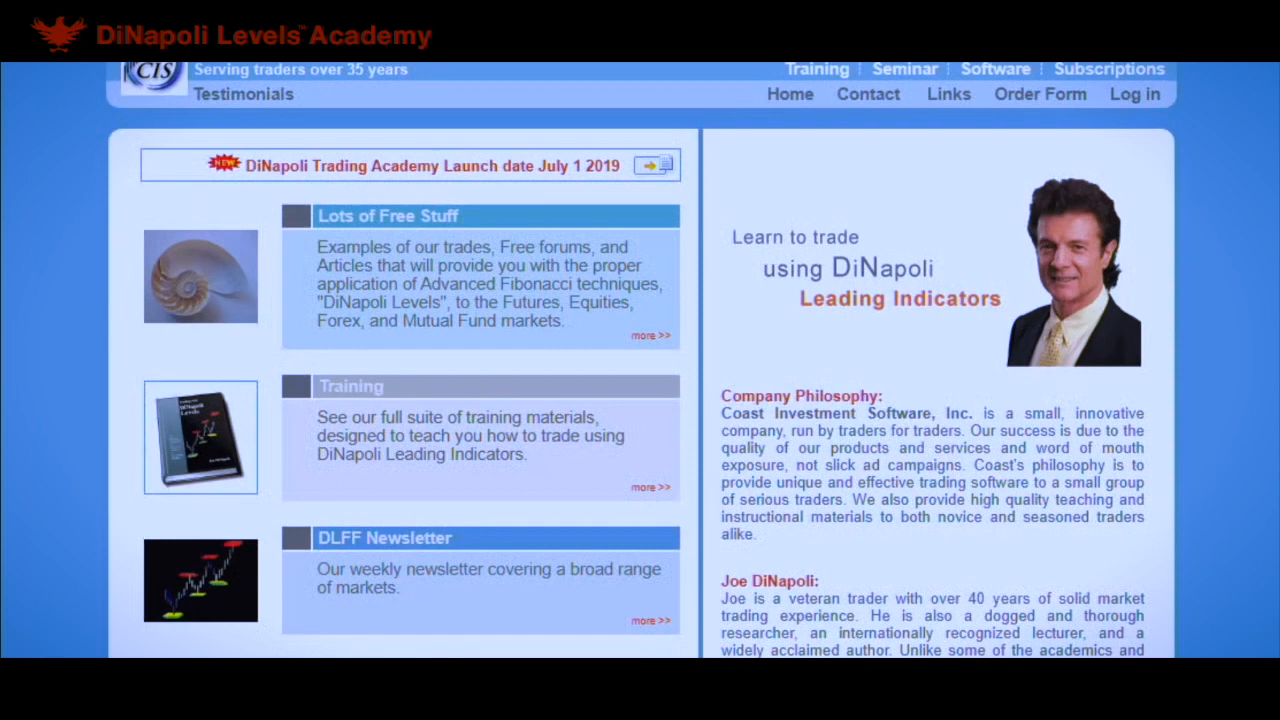 DiNapoli Levels™ Academy
CIS
Serving traders over 35 years
Training Seminar Software Subscriptions
Testimonials
Home Contact Links Order Form Log in
NEW DiNapoli Trading Academy Launch date July 1 2019
Lots of Free Stuff
Examples of our trades, Free forums, and
Articles that will provide you with the proper
application of Advanced Fibonacci techniques,
"DiNapoli Levels", to the Futures, Equities,
Forex, and Mutual Fund markets.
more >>
Training
See our full suite of training materials,
designed to teach you how to trade using
DiNapoli Leading Indicators.
more >>
DiNapoli
Levels
DLFF Newsletter
Our weekly newsletter covering a broad range
of markets.
more >>
Learn to trade
using DiNapoli
Leading Indicators
Company Philosophy:
Coast Investment Software, Inc. is a small, innovative
company, run by traders for traders. Our success is due to the
quality of our products and services and word of mouth
exposure, not slick ad campaigns. Coast's philosophy is to
provide unique and effective trading software to a small group
of serious traders. We also provide high quality teaching and
instructional materials to both novice and seasoned traders
alike.
Joe DiNapoli:
Joe is a veteran trader with over 40 years of solid market
trading experience. He is also a dogged and thorough
researcher, an internationally recognized lecturer, and a
widely acclaimed author. Unlike some of the academics and